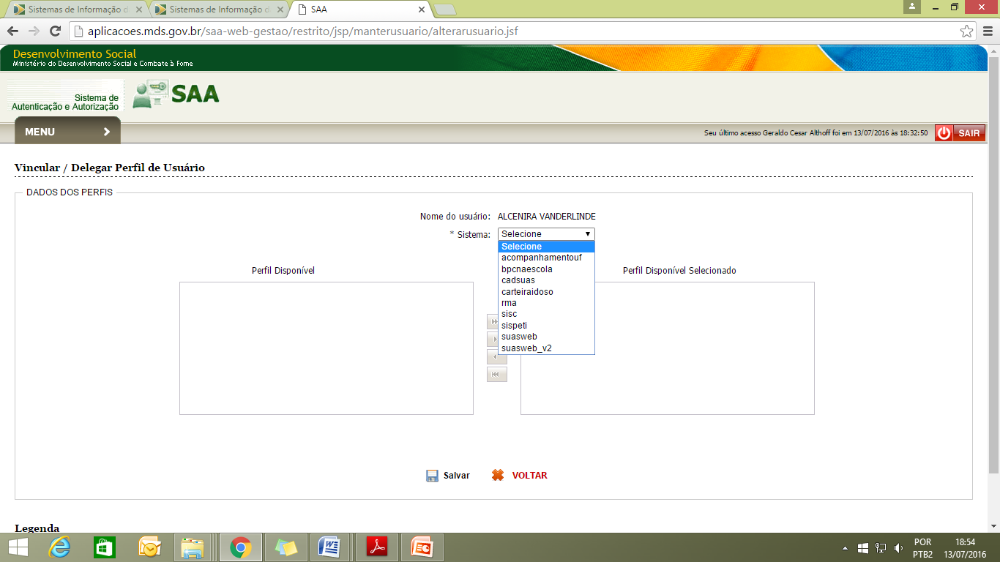 Sistemas de Informação d
Sistemas de Informação d
SAA
aplicacoes.mds.gov.br/saa-web-gestao/restrito/jsp/manterusuario/alterarusuario.jsf
Desenvolvimento Social
Ministério do Desenvolvimento Social e Combate à Fome
Sistema de
Autenticação e Autorização
SAA
MENU
Seu último acesso Geraldo Cesar Althoff foi em 13/07/2016 às 18:32:50
SAIR
Vincular / Delegar Perfil de Usuário
DADOS DOS PERFIS
Nome do usuário: ALCENIRA VANDERLINDE
* Sistema: Selecione
Selecione
acompanhamentouf
bpcnaescola
cadsuas
carteiraidoso
rma
sisc
sispeti
suasweb
suasweb_v2
Perfil Disponível
Perfil Disponível Selecionado
Salvar
VOLTAR
Legenda
POR
PTB2
18:54
13/07/2016